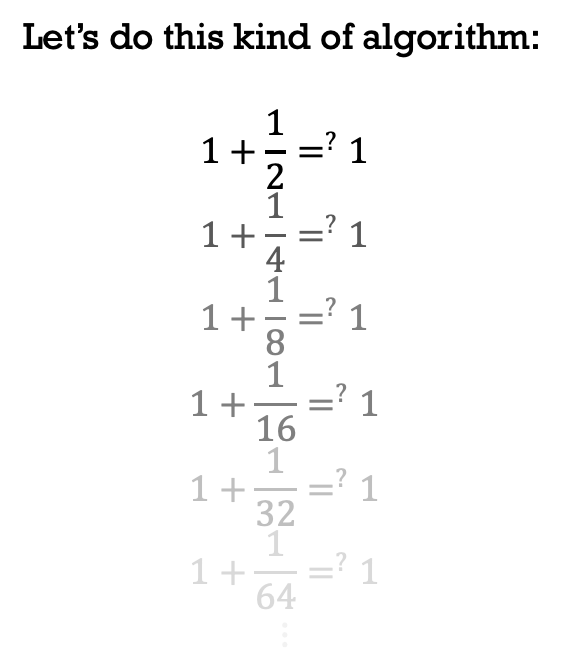 Let's do this kind of algorithm:
1 + 1/2 =? 1
1 + 1/4 =? 1
1 + 1/8 =? 1
1 + 1/16 =? 1
1 + 1/32 =? 1
1 + 1/64 =? 1
⋮